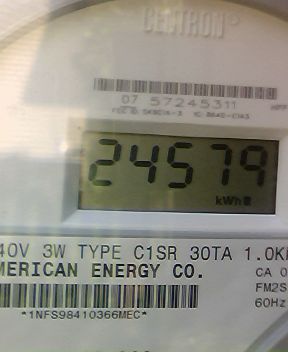 CENTRON®
07 57245311
24579
kWh
40V 3W TYPE C1SR 30TA 1.0K
MERICAN ENERGY CO.
CA 0
FM2S
60Hz
*1NFS98410366MEC*